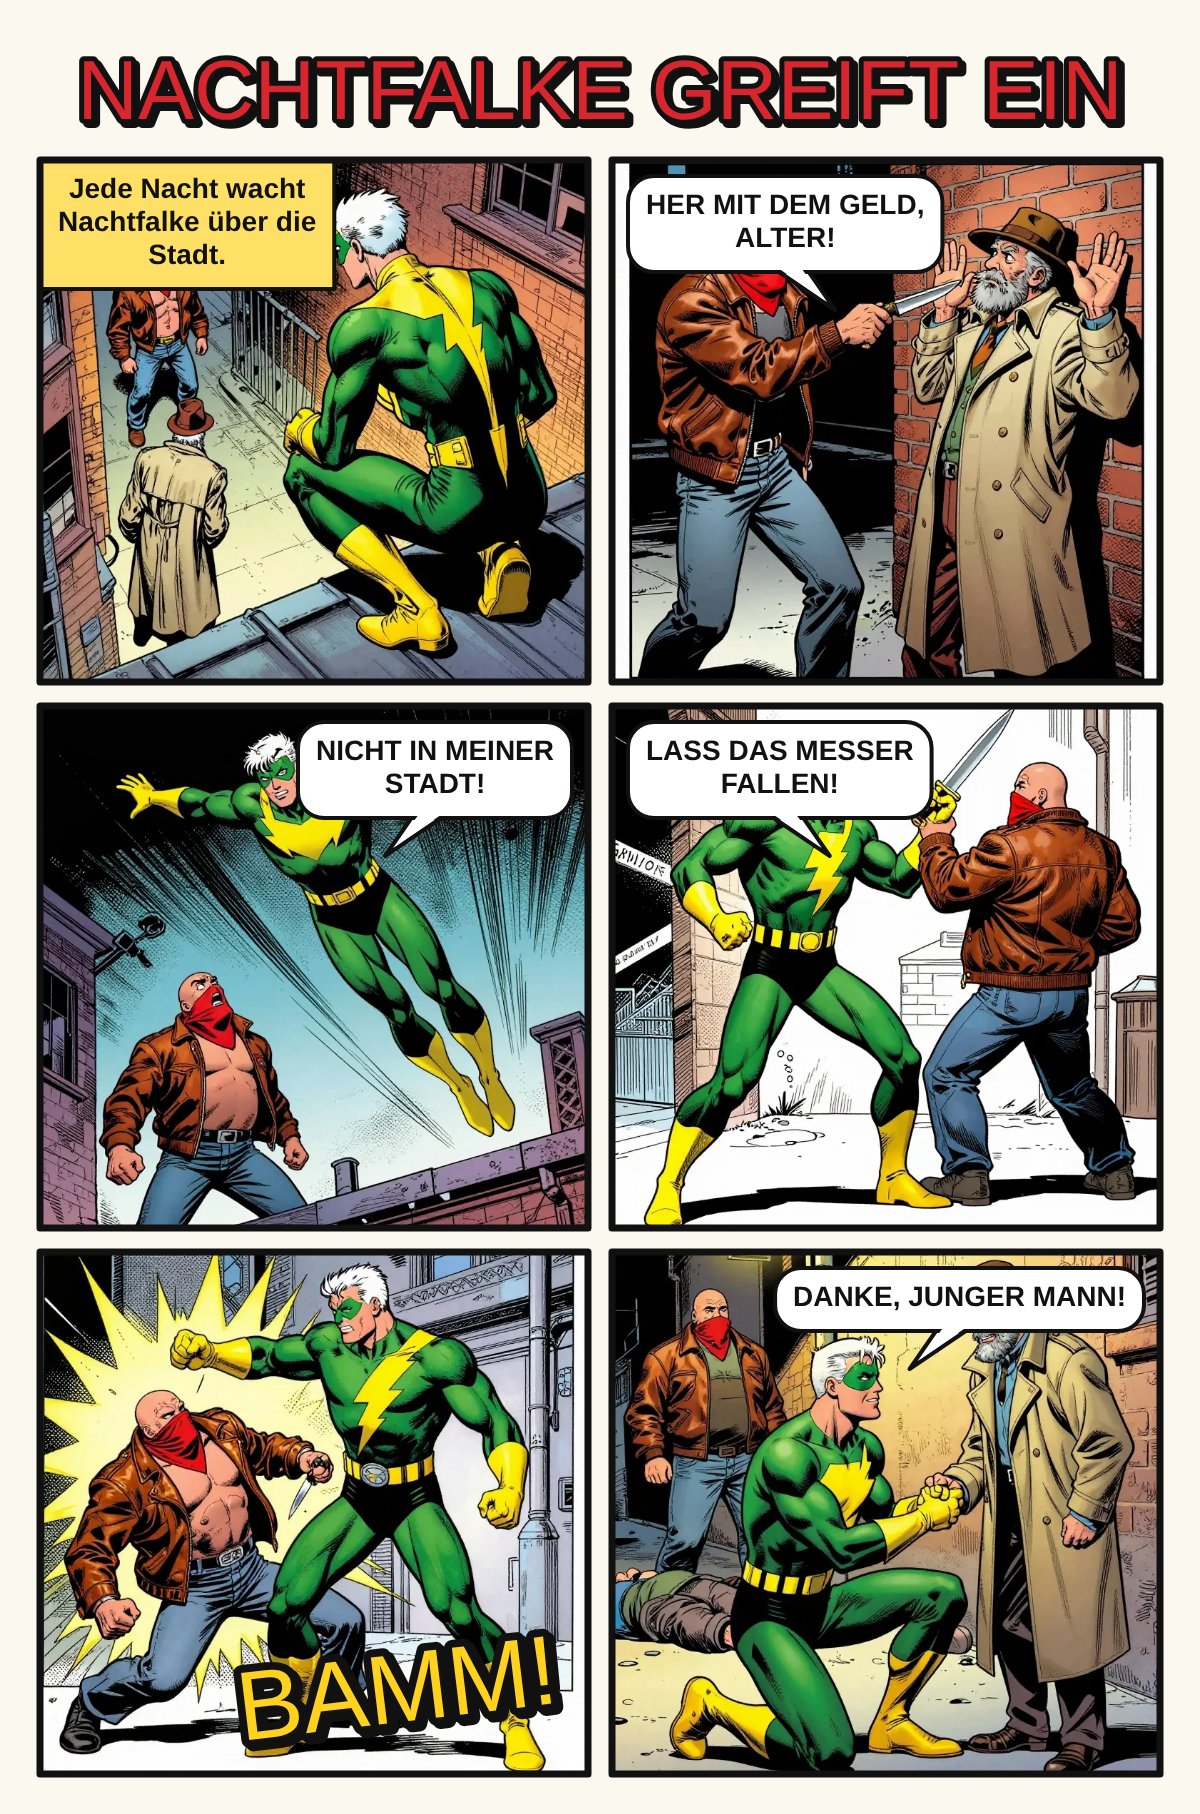 NACHTFALKE GREIFT EIN
Jede Nacht wacht
Nachtfalke über die
Stadt.
HER MIT DEM GELD,
ALTER!
NICHT IN MEINER
STADT!
LASS DAS MESSER
FALLEN!
BAMM!
DANKE, JUNGER MANN!